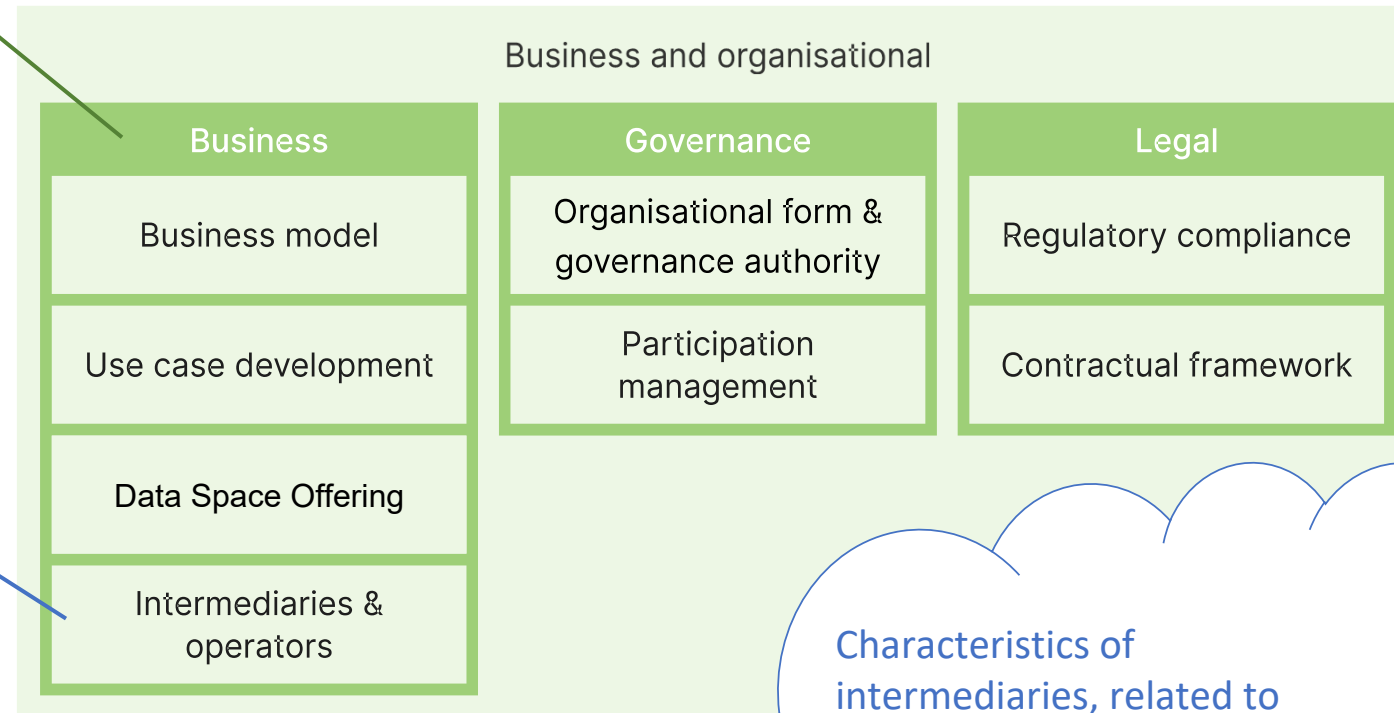 Business and organisational
Business
Business model
Use case development
Data Space Offering
Intermediaries &
operators
Governance
Organisational form &
governance authority
Participation
management
Legal
Regulatory compliance
Contractual framework
Characteristics of
intermediaries, related to